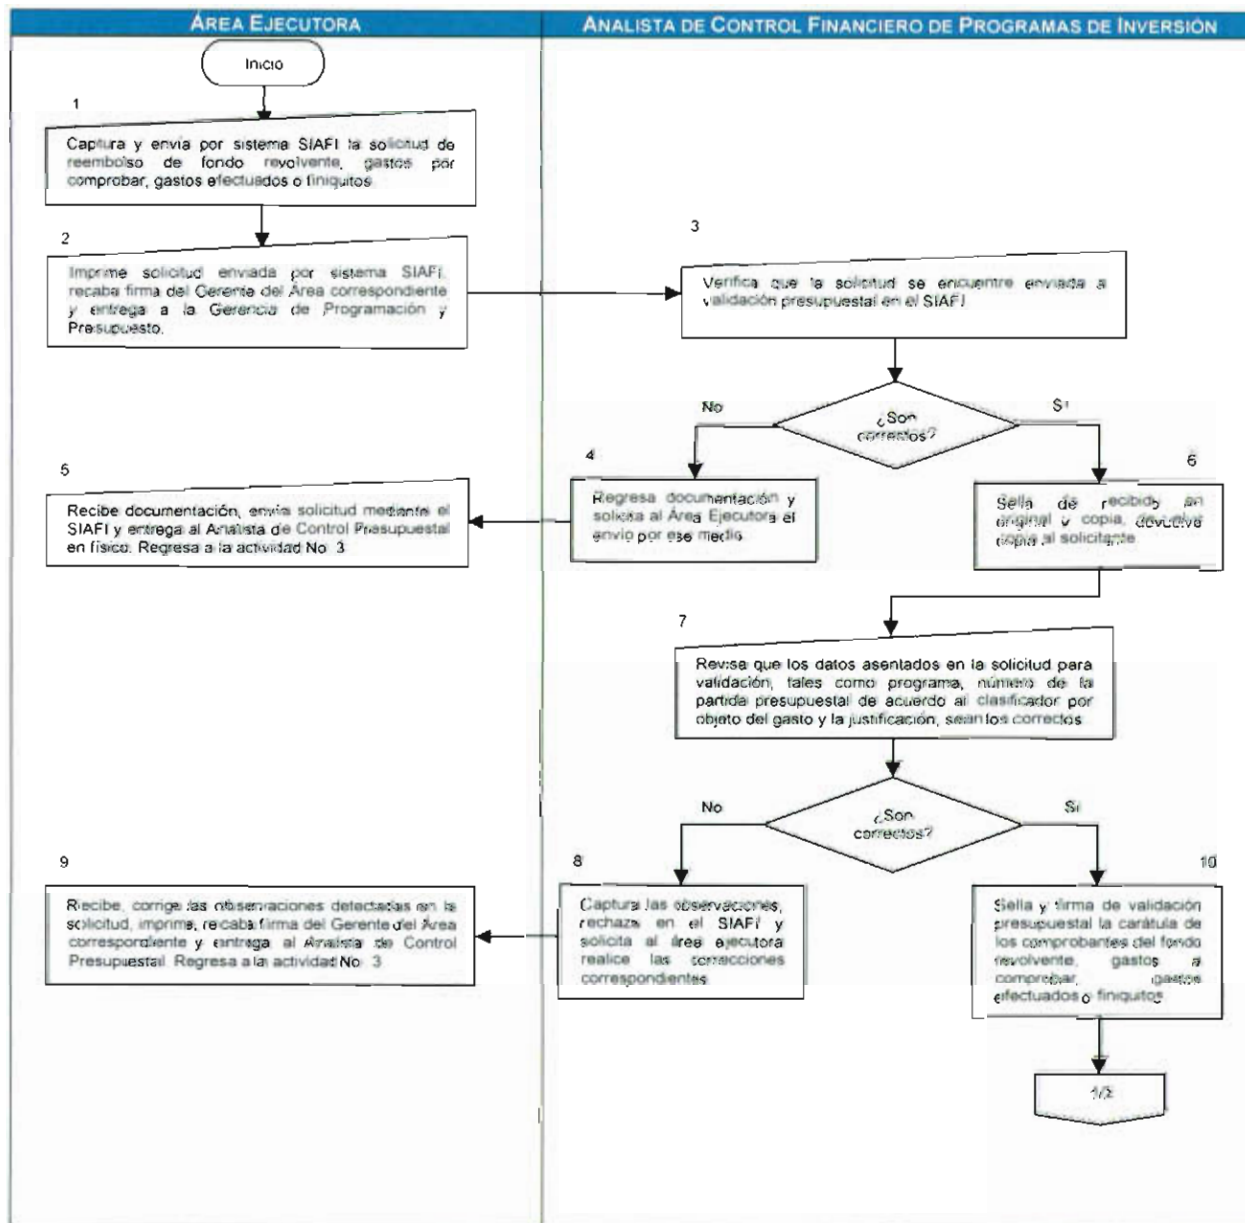 ÁREA EJECUTORA
ANALISTA DE CONTROL FINANCIERO DE PROGRAMAS DE INVERSIÓN
Inicio
1
Captura y envía por sistema SIAFI la solicitud de
reembolso de fondo revolvente, gastos por
comprobar, gastos efectuados o finiquitos
2
Imprime solicitud enviada por sistema SIAFI,
recaba firma del Gerente del Área correspondiente
y entrega a la Gerencia de Programación y
Presupuesto.
3
Verifica que la solicitud se encuentre enviada a
validación presupuestal en el SIAFI
¿Son
correctos?
No
Si
4
Regresa documentación y
solicita al Área Ejecutora el
envío por ese medio
5
Recibe documentación, envía solicitud mediante el
SIAFI y entrega al Analista de Control Presupuestal
en físico. Regresa a la actividad No. 3
6
Sella de recibido en
original y copia, devuelve
copia al solicitante
7
Revisa que los datos asentados en la solicitud para
validación, tales como programa, número de la
partida presupuestal de acuerdo al clasificador por
objeto del gasto y la justificación, sean los correctos
¿Son
correctos?
No
Si
8
Captura las observaciones,
rechaza en el SIAFI y
solicita al área ejecutora
realice las correcciones
correspondientes
9
Recibe, corrige las observaciones detectadas en la
solicitud, imprime, recaba firma del Gerente del Área
correspondiente y entrega al Analista de Control
Presupuestal. Regresa a la actividad No. 3
10
Sella y firma de validación
presupuestal la carátula de
los comprobantes del fondo
revolvente, gastos a
comprobar, gastos
efectuados o finiquitos
1/2